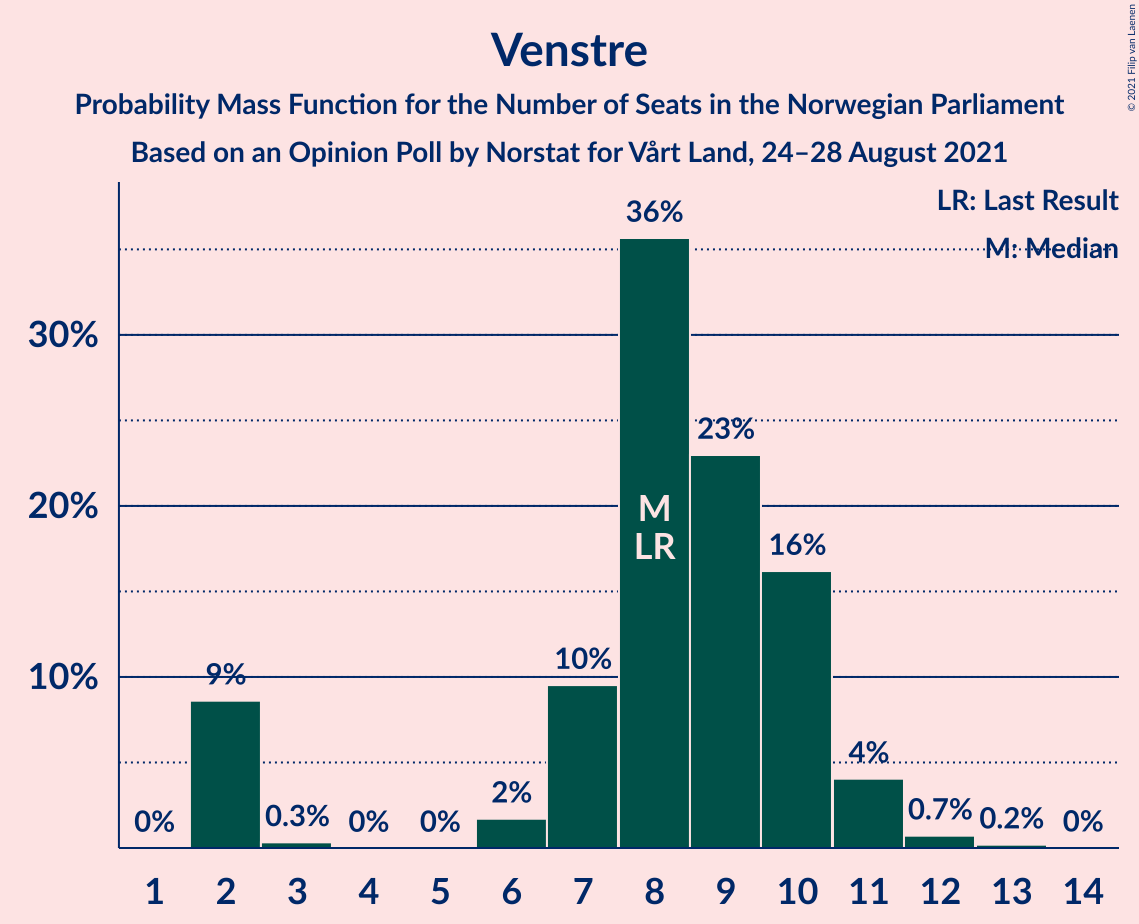 Venstre
Probability Mass Function for the Number of Seats in the Norwegian Parliament
Based on an Opinion Poll by Norstat for Vårt Land, 24–28 August 2021
© 2021 Filip van Laenen
LR: Last Result
M: Median
36%
30%
23%
20%
M
LR
16%
10%
9%
10%
4%
2%
0%
0.3%
0%
0%
0.7%
0.2%
0%
1 2 3 4 5 6 7 8 9 10 11 12 13 14